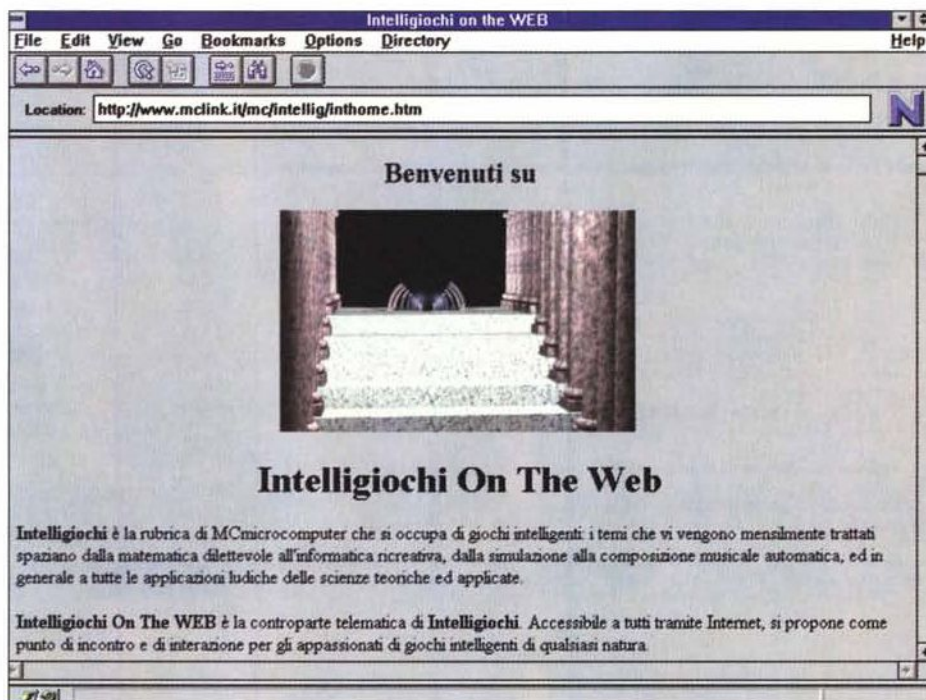 Intelligiochi on the WEB
File Edit View Go Bookmarks Options Directory Help
Location: http://www.mclink.it/mc/intellig/inthome.htm
N
Benvenuti su
Intelligiochi On The Web
Intelligiochi è la rubrica di MCmicrocomputer che si occupa di giochi intelligenti: i temi che vi vengono mensilmente trattati
spaziano dalla matematica dilettevole all'informatica ricreativa, dalla simulazione alla composizione musicale automatica, ed in
generale a tutte le applicazioni ludiche delle scienze teoriche ed applicate.
Intelligiochi On The WEB è la controparte telematica di Intelligiochi. Accessibile a tutti tramite Internet, si propone come
punto di incontro e di interazione per gli appassionati di giochi intelligenti di qualsiasi natura.